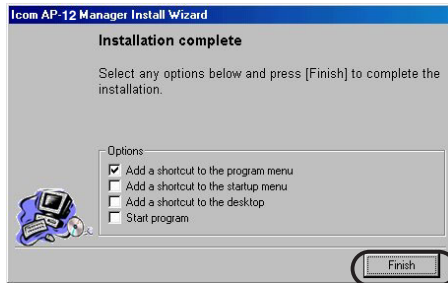 Icom AP-12 Manager Install Wizard
Installation complete
Select any options below and press [Finish] to complete the
installation.
Options
Add a shortcut to the program menu
Add a shortcut to the startup menu
Add a shortcut to the desktop
Start program
Finish